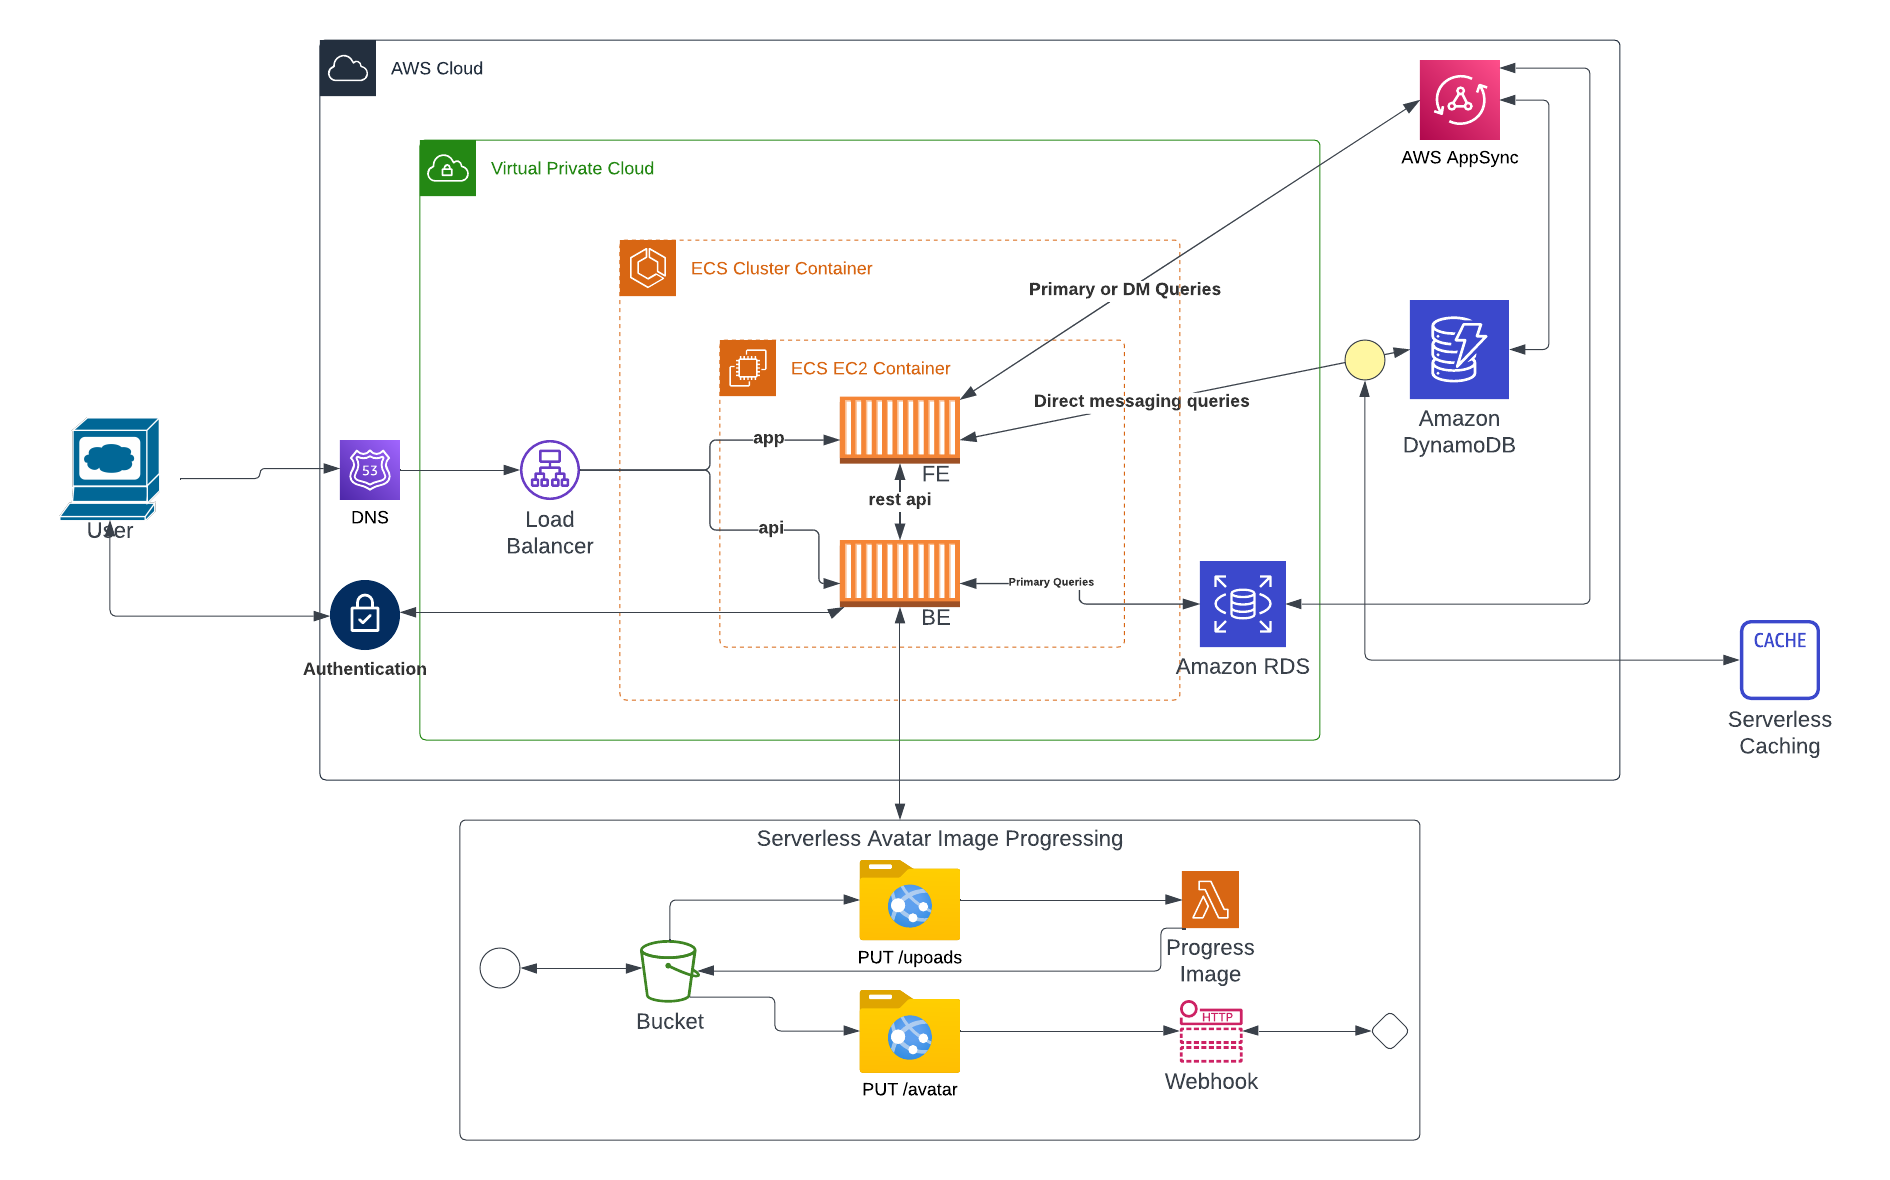 AWS Cloud
AWS AppSync
Virtual Private Cloud
ECS Cluster Container
Primary or DM Queries
ECS EC2 Container
Direct messaging queries
Amazon
DynamoDB
app
FE
53
DNS
rest api
Load
Balancer
api
User
Primary Queries
BE
Authentication
Amazon RDS
CACHE
Serverless
Caching
Serverless Avatar Image Progressing
PUT /upoads
Progress
Image
Bucket
HTTP
PUT /avatar
Webhook